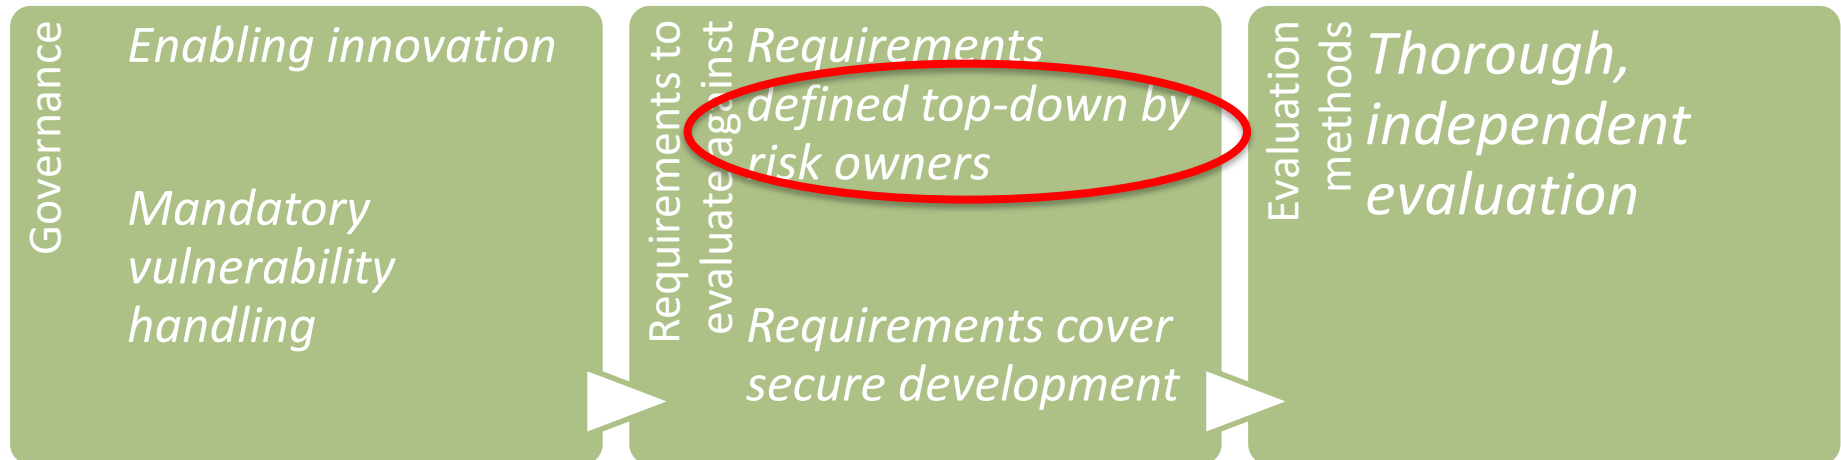 Governance
Enabling innovation
Mandatory
vulnerability
handling
Requirements to
evaluate against
Requirements
defined top-down by
risk owners
Requirements cover
secure development
Evaluation
methods
Thorough,
independent
evaluation